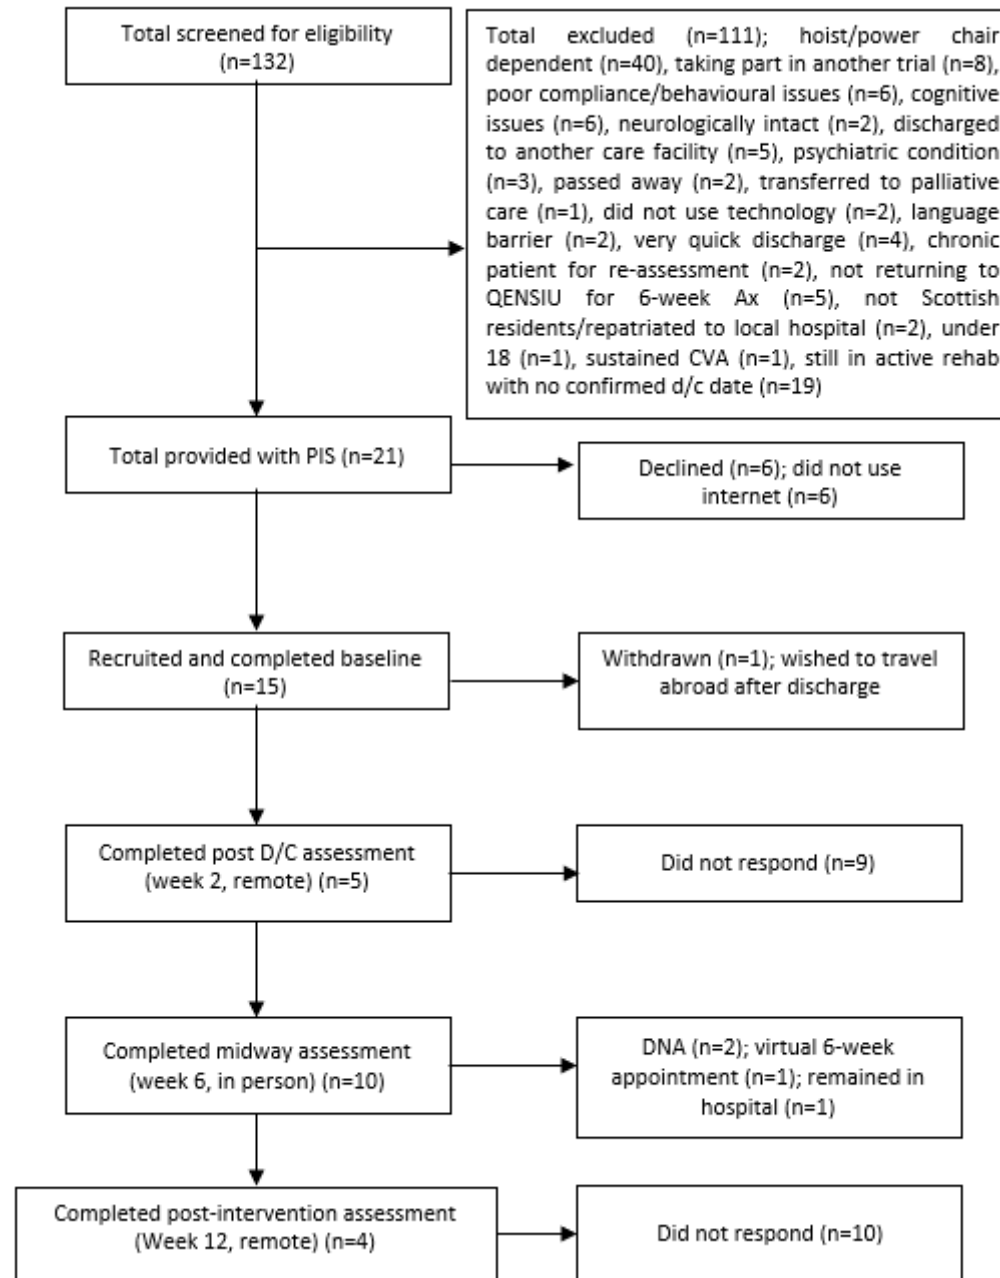 Total screened for eligibility
(n=132)
Total excluded (n=111); hoist/power chair
dependent (n=40), taking part in another trial (n=8),
poor compliance/behavioural issues (n=6), cognitive
issues (n=6), neurologically intact (n=2), discharged
to another care facility (n=5), psychiatric condition
(n=3), passed away (n=2), transferred to palliative
care (n=1), did not use technology (n=2), language
barrier (n=2), very quick discharge (n=4), chronic
patient for re-assessment (n=2), not returning to
QENSIU for 6-week Ax (n=5), not Scottish
residents/repatriated to local hospital (n=2), under
18 (n=1), sustained CVA (n=1), still in active rehab
with no confirmed d/c date (n=19)
Total provided with PIS (n=21)
Declined (n=6); did not use
internet (n=6)
Recruited and completed baseline
(n=15)
Withdrawn (n=1); wished to travel
abroad after discharge
Completed post D/C assessment
(week 2, remote) (n=5)
Did not respond (n=9)
Completed midway assessment
(week 6, in person) (n=10)
DNA (n=2); virtual 6-week
appointment (n=1); remained in
hospital (n=1)
Completed post-intervention assessment
(Week 12, remote) (n=4)
Did not respond (n=10)